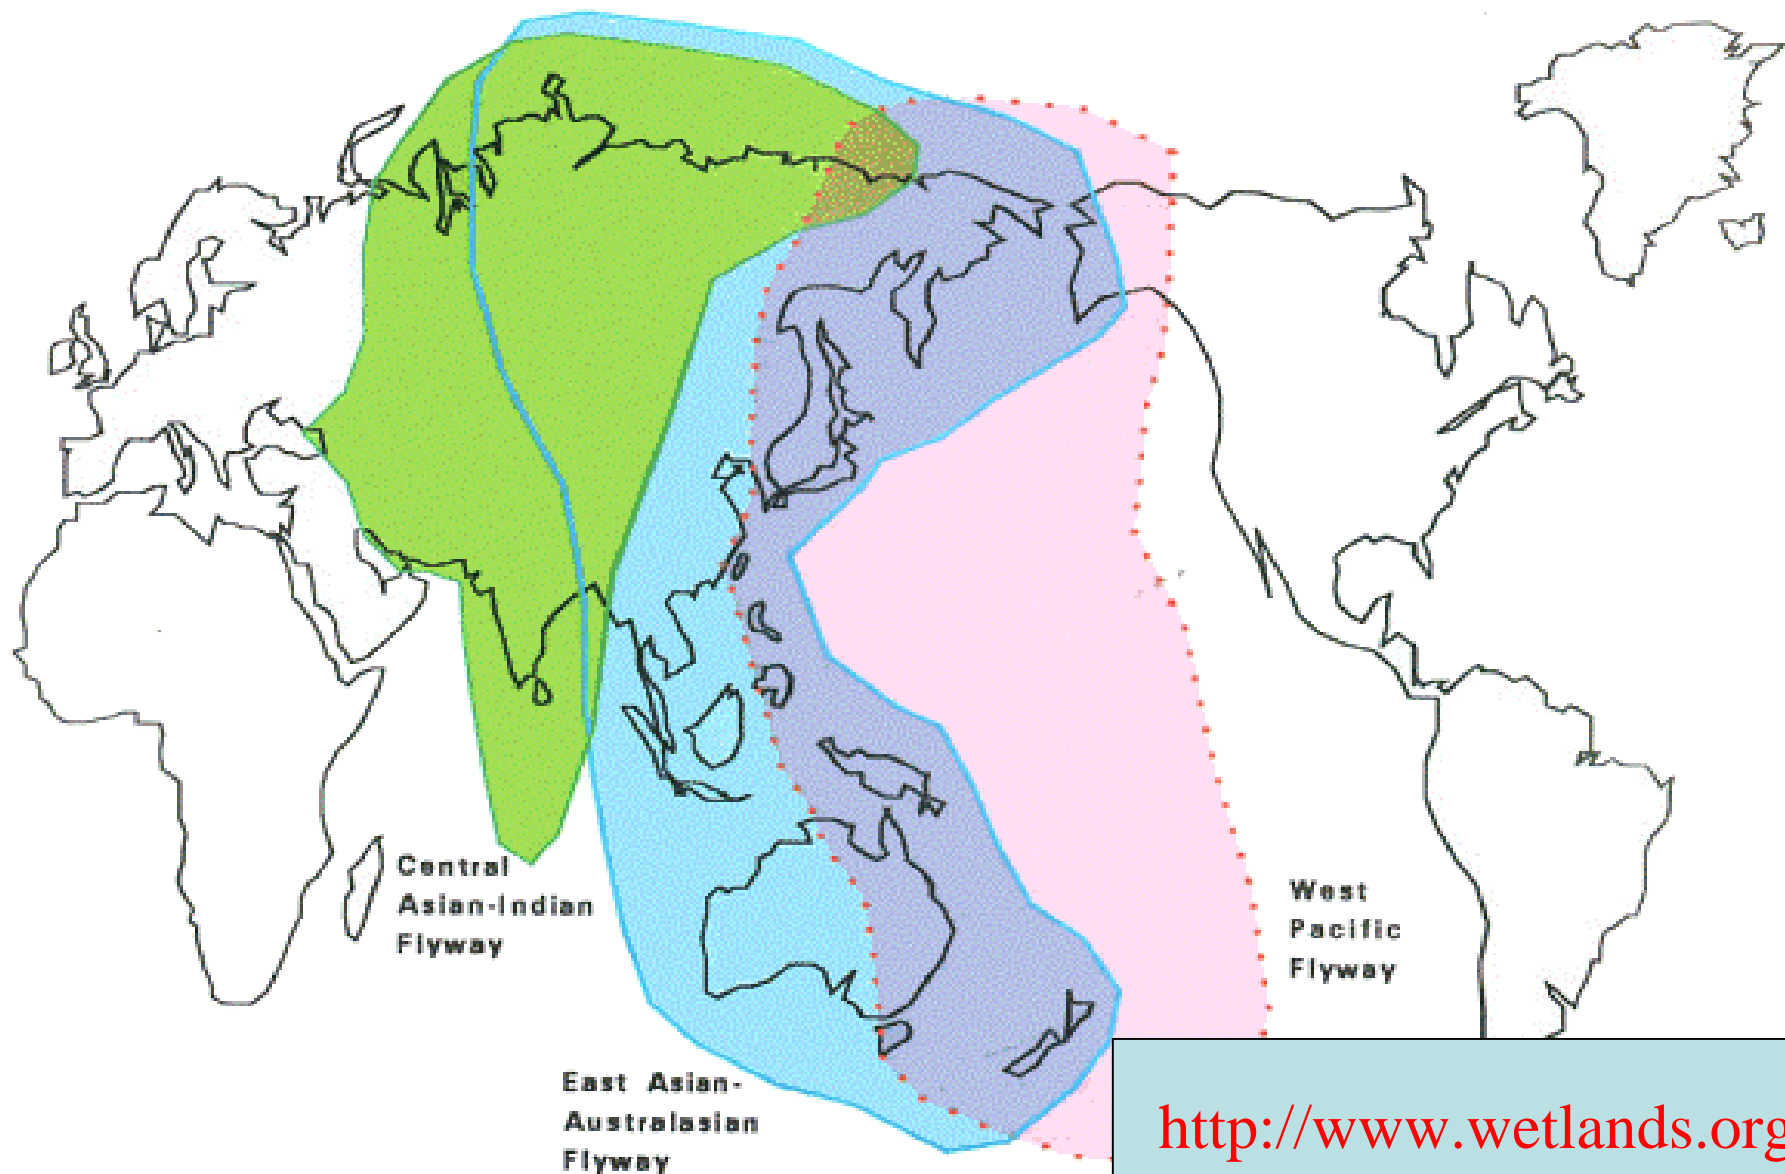 Central
Asian-Indian
Flyway
West
Pacific
Flyway
East Asian-
Australasian
Flyway
http://www.wetlands.org